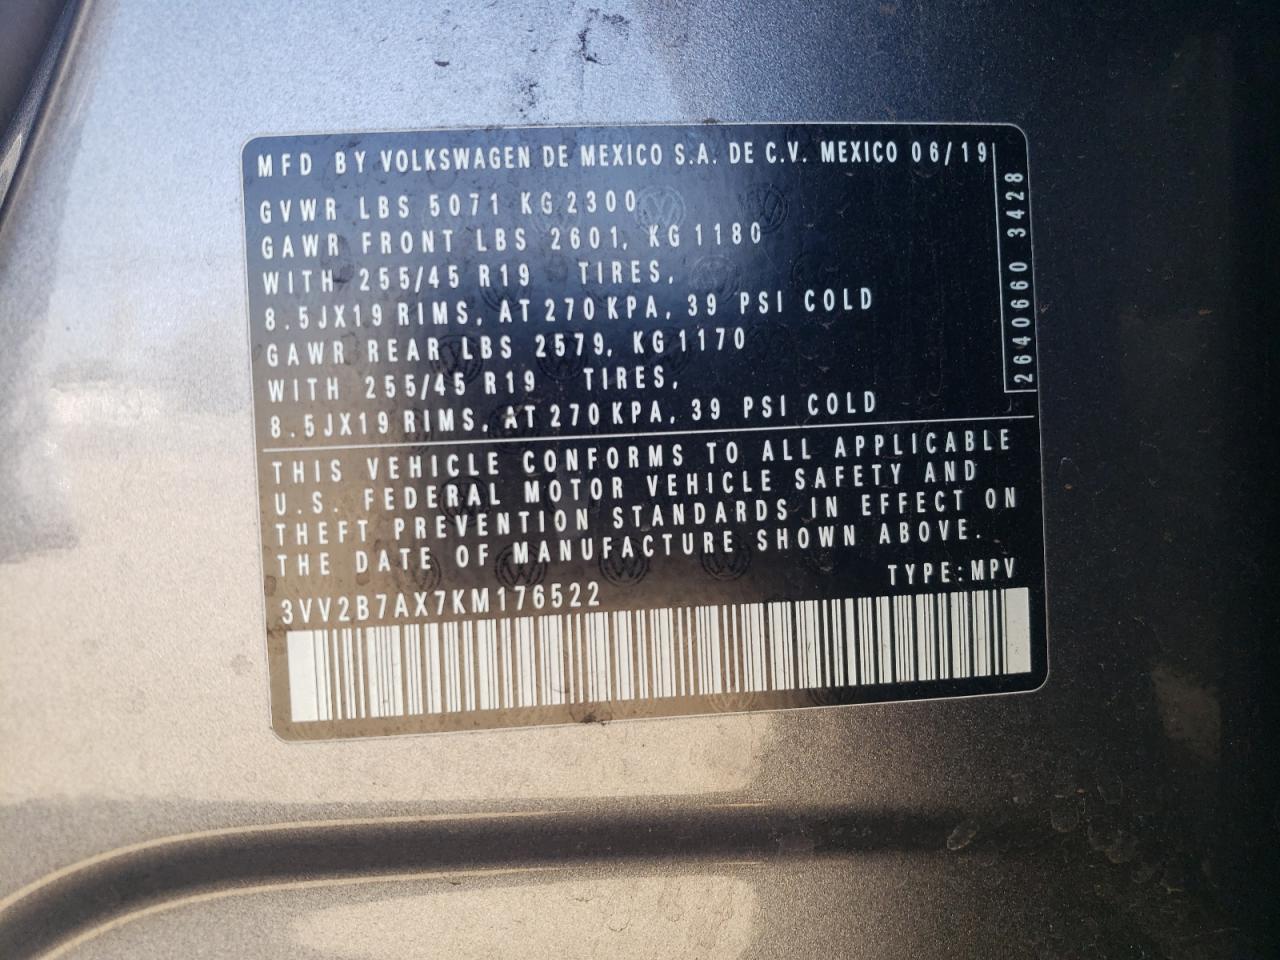 MFD BY VOLKSWAGEN DE MEXICO S.A. DE C.V. MEXICO 06/19
GVWR LBS 5071 KG 2300
GAWR FRONT LBS 2601, KG 1180
WITH 255/45 R19 TIRES,
8.5JX19 RIMS, AT 270 KPA, 39 PSI COLD
GAWR REAR LBS 2579, KG 1170
WITH 255/45 R19 TIRES,
8.5JX19 RIMS, AT 270 KPA, 39 PSI COLD
2640660 3428
THIS VEHICLE CONFORMS TO ALL APPLICABLE
U.S. FEDERAL MOTOR VEHICLE SAFETY AND
THEFT PREVENTION STANDARDS IN EFFECT ON
THE DATE OF MANUFACTURE SHOWN ABOVE.
TYPE:MPV
3VV2B7AX7KM176522